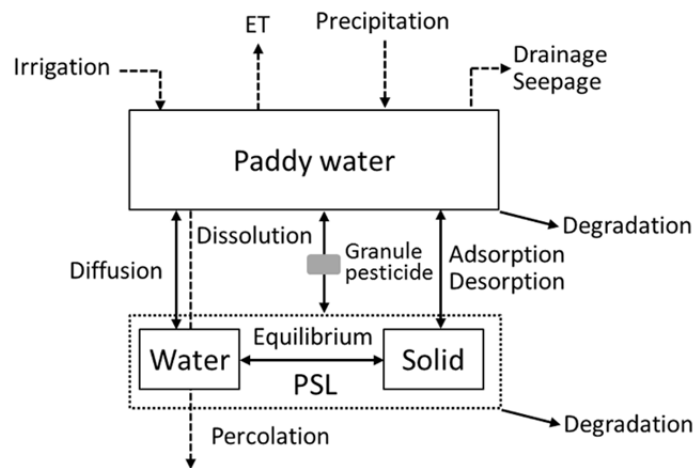 ET
Precipitation
Irrigation
Drainage
Seepage
Paddy water
Degradation
Dissolution
Granule
pesticide
Adsorption
Desorption
Diffusion
Equilibrium
Water
Solid
PSL
Degradation
Percolation